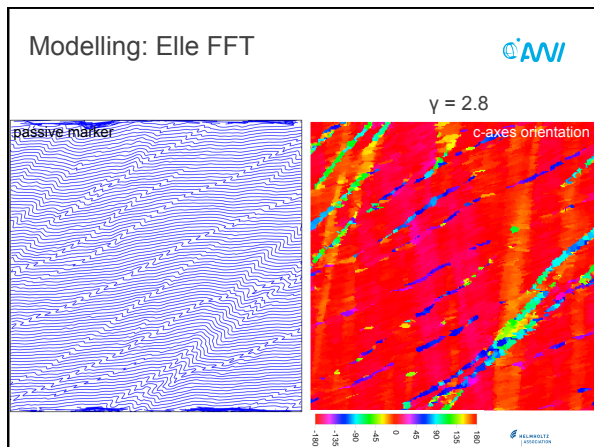 Modelling: Elle FFT
AWI
γ = 2.8
passive marker
c-axes orientation
-180 -135 -90 -45 0 45 90 135 180
HELMHOLTZ
ASSOCIATION